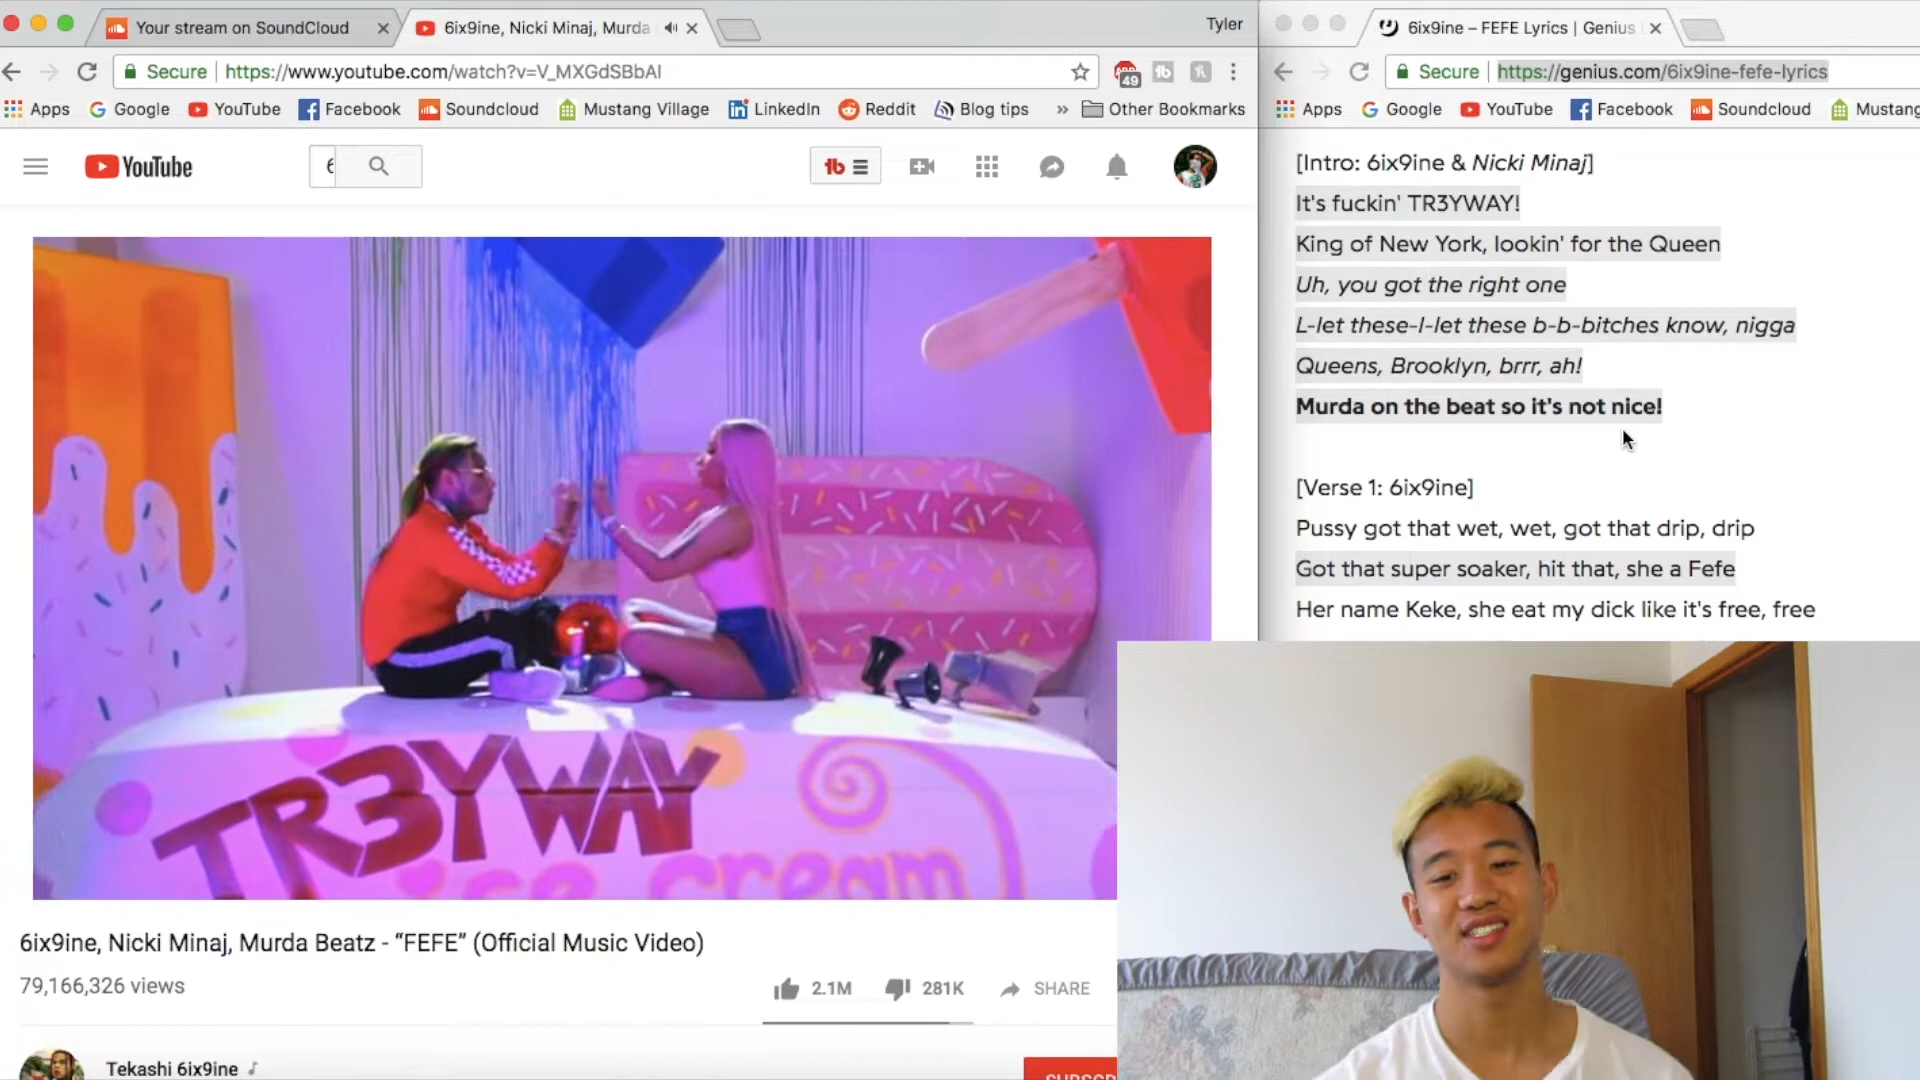 Your stream on SoundCloud
6ix9ine, Nicki Minaj, Murda
Tyler
Secure
https://www.youtube.com/watch?v=V_MXGdSBbAI
49
Apps
Google
YouTube
Facebook
Soundcloud
Mustang Village
LinkedIn
Reddit
Blog tips
»
Other Bookmarks
YouTube
6
tb
TR3YWAY
ice cream
6ix9ine, Nicki Minaj, Murda Beatz - “FEFE” (Official Music Video)
79,166,326 views
2.1M
281K
SHARE
Tekashi 6ix9ine
6ix9ine – FEFE Lyrics | Genius
Secure
https://genius.com/6ix9ine-fefe-lyrics
Apps
Google
YouTube
Facebook
Soundcloud
Mustang
[Intro: 6ix9ine & Nicki Minaj]
It's fuckin' TR3YWAY!
King of New York, lookin' for the Queen
Uh, you got the right one
L-let these-l-let these b-b-bitches know, nigga
Queens, Brooklyn, brrr, ah!
Murda on the beat so it's not nice!
[Verse 1: 6ix9ine]
Pussy got that wet, wet, got that drip, drip
Got that super soaker, hit that, she a Fefe
Her name Keke, she eat my dick like it's free, free